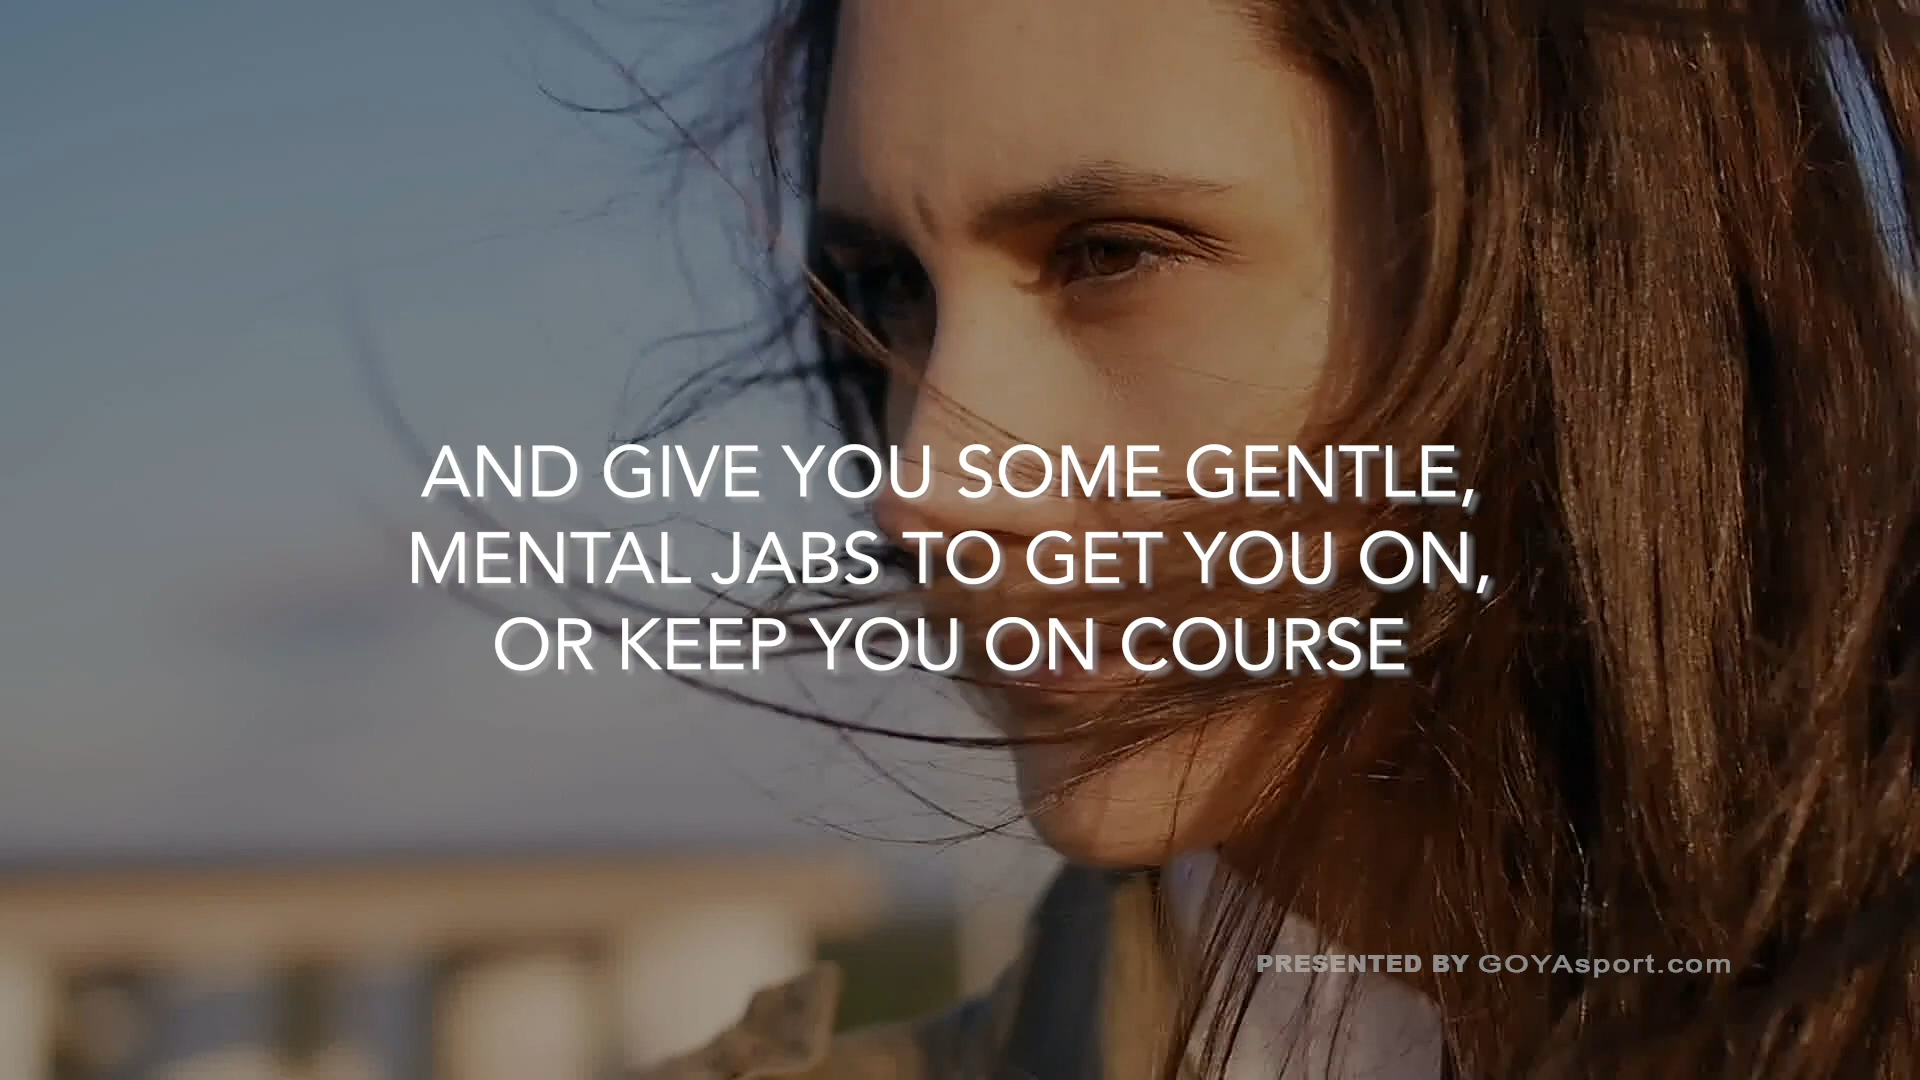 AND GIVE YOU SOME GENTLE,
MENTAL JABS TO GET YOU ON,
OR KEEP YOU ON COURSE
PRESENTED BY GOYAsport.com